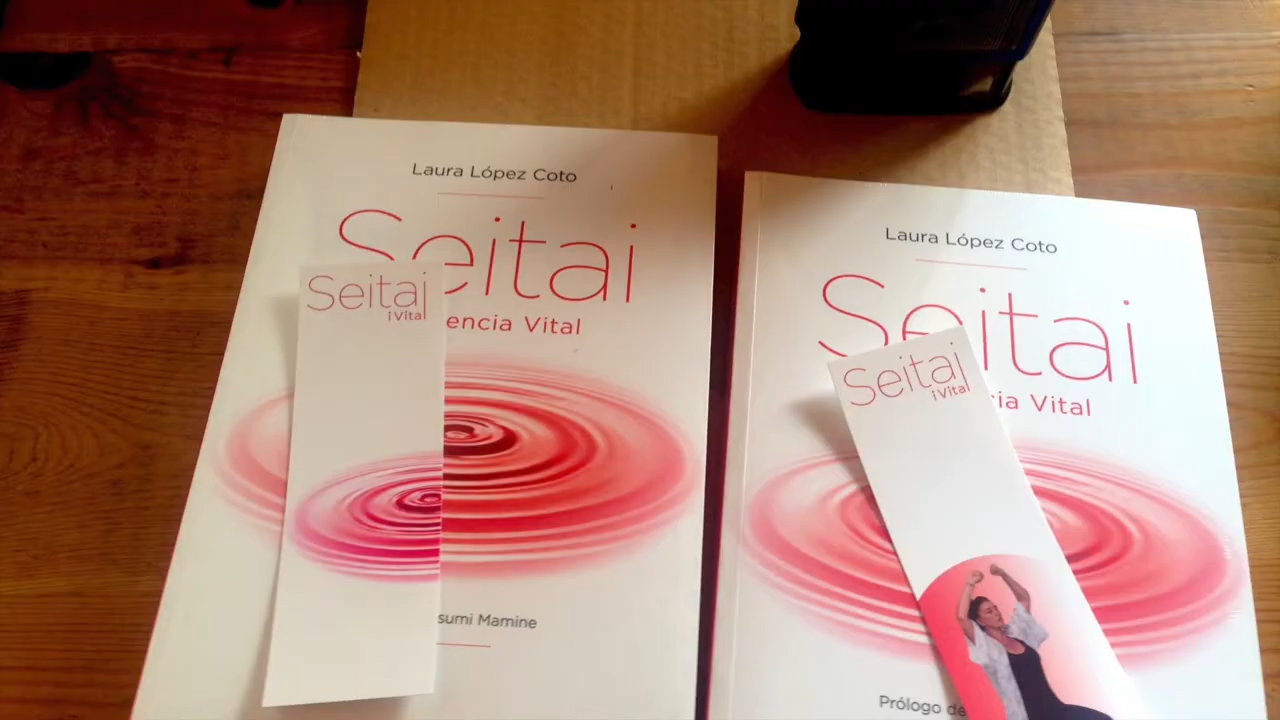 Laura López Coto
Seitai
encia Vital
Seitai
i Vital
sumi Mamine
Laura López Coto
Seitai
ia Vital
Seitai
i Vital
Prólogo de